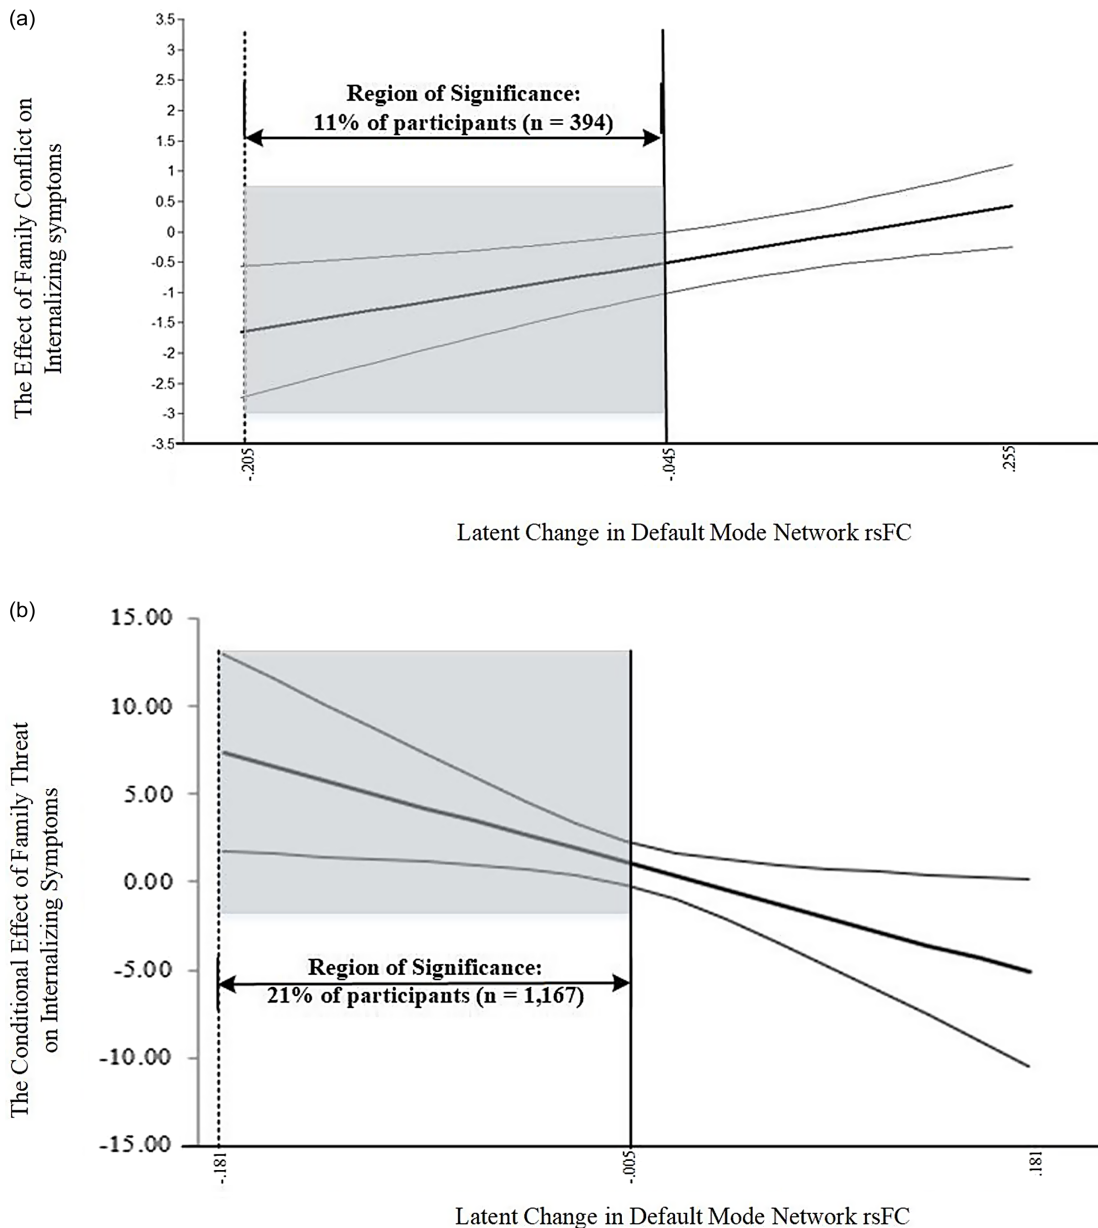 (a)
The Effect of Family Conflict on
Internalizing symptoms
3.5
3
2.5
2
1.5
1
0.5
0
-0.5
-1
-1.5
-2
-2.5
-3
-3.5
Region of Significance:
11% of participants (n = 394)
-.205
-.045
.255
Latent Change in Default Mode Network rsFC
(b)
The Conditional Effect of Family Threat
on Internalizing Symptoms
15.00
10.00
5.00
0.00
-5.00
-10.00
-15.00
Region of Significance:
21% of participants (n = 1,167)
-.181
-.005
.181
Latent Change in Default Mode Network rsFC